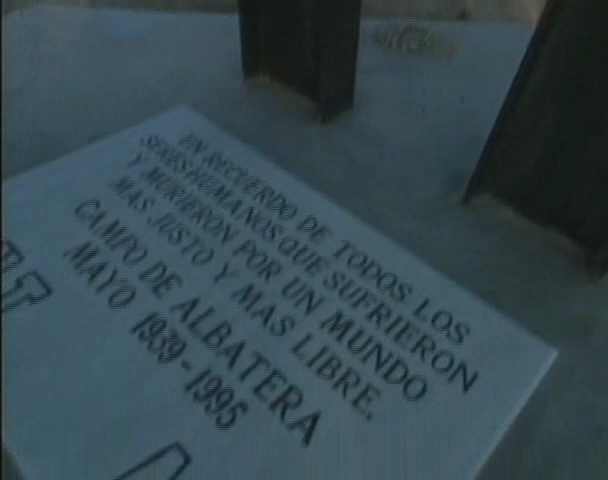 UN RECUERDO DE TODOS LOS
SERES HUMANOS QUE SUFRIERON
Y MURIERON POR UN MUNDO
MAS JUSTO Y MAS LIBRE.
CAMPO DE ALBATERA
MAYO 1939-1995